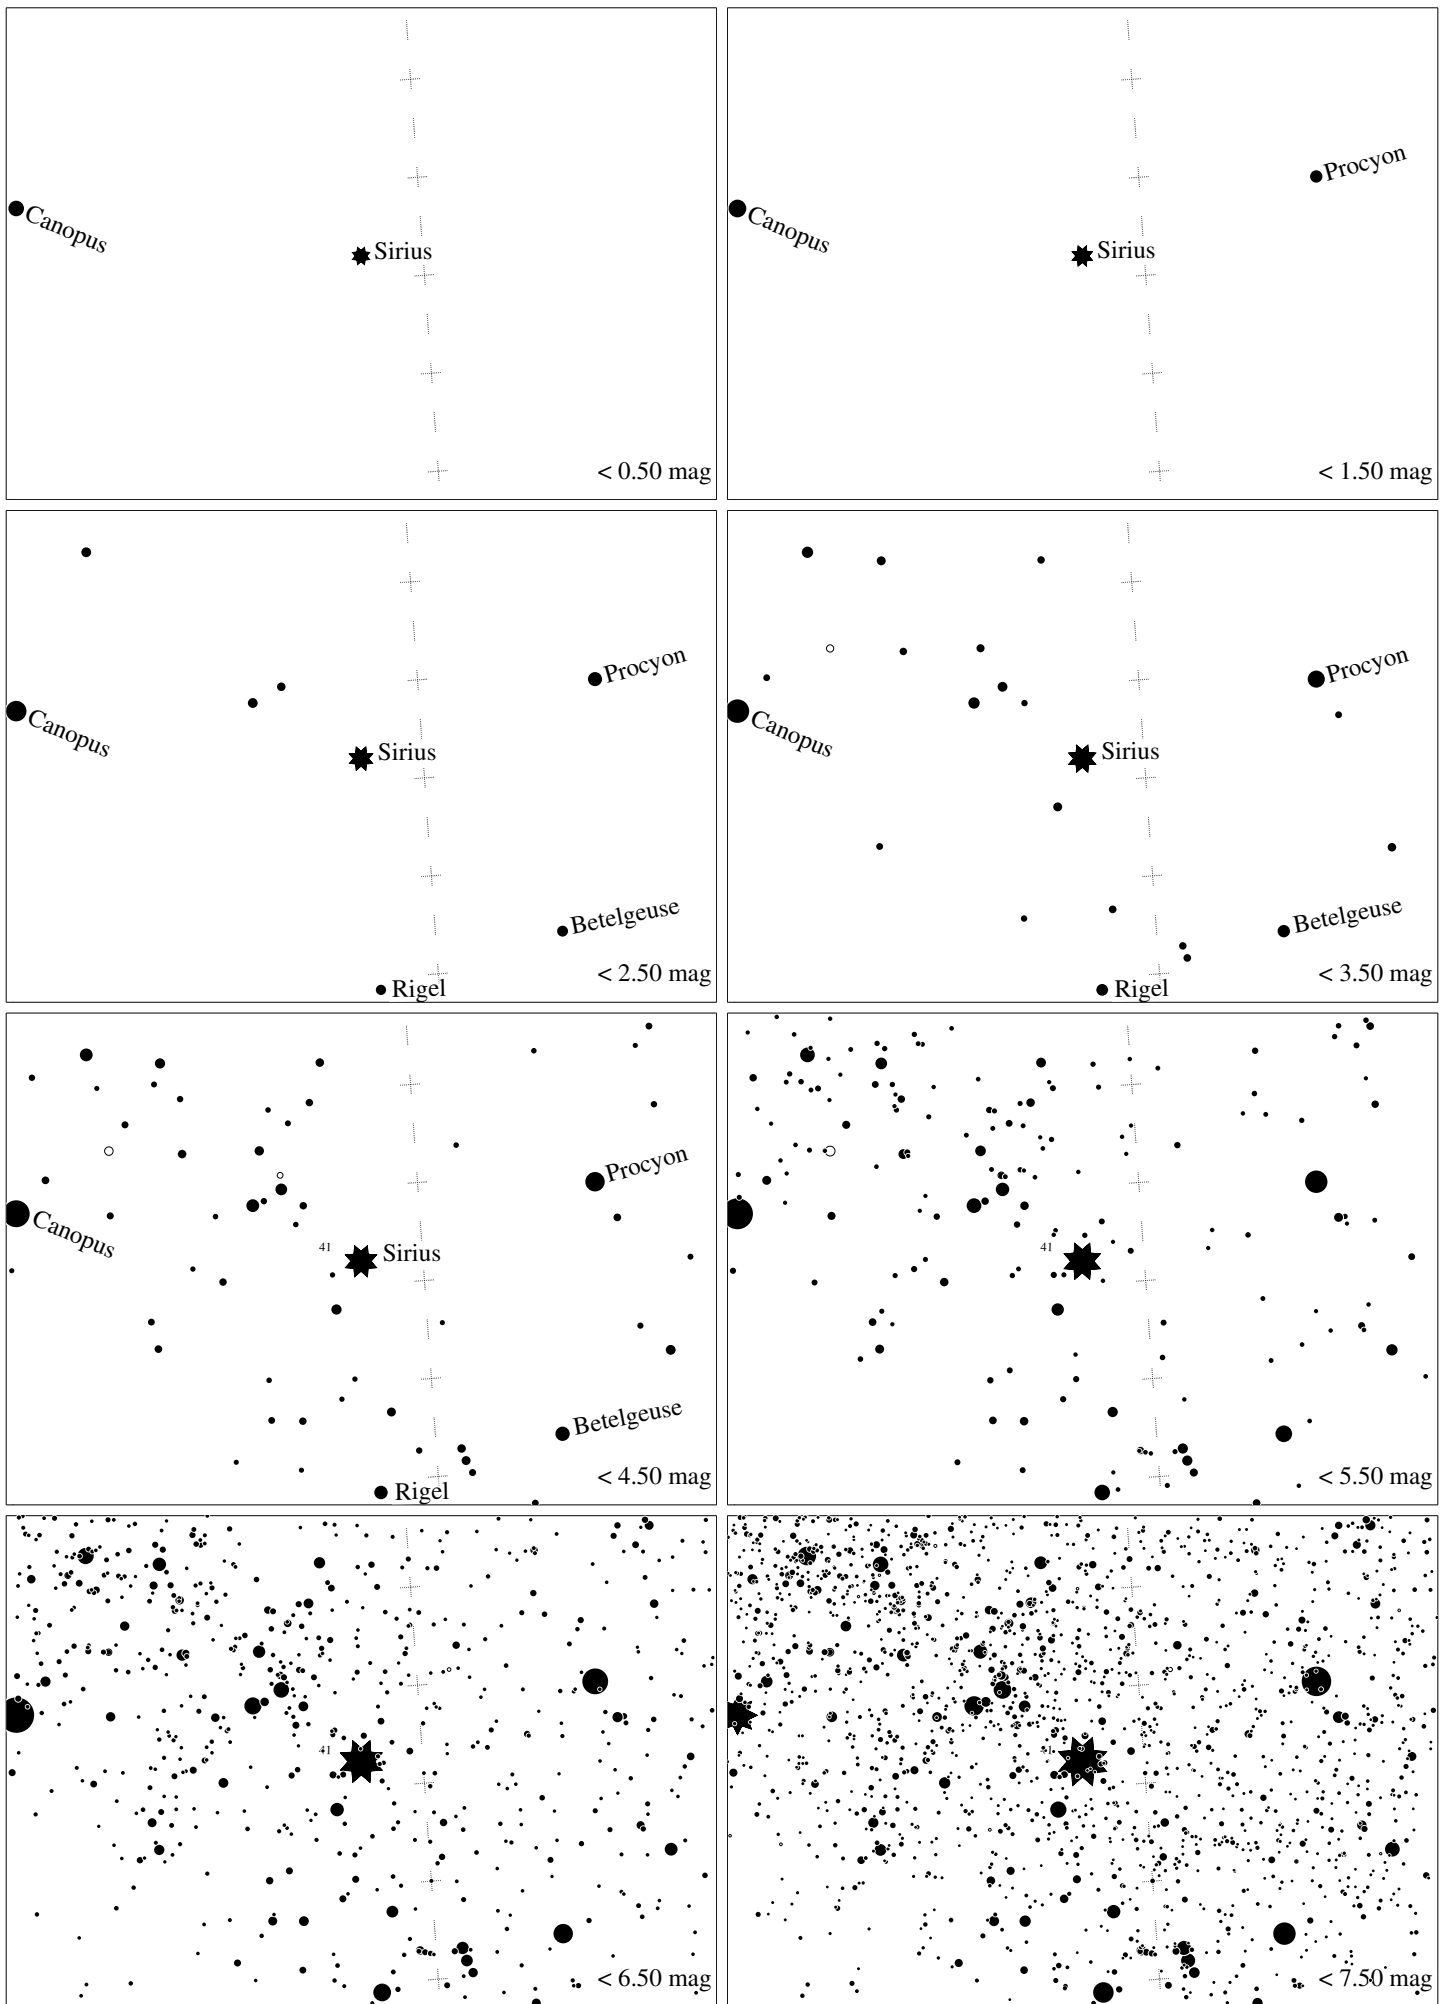 Canopus
Sirius
< 0.50 mag
Procyon
Canopus
Sirius
< 1.50 mag
Procyon
Canopus
Sirius
Betelgeuse
< 2.50 mag
Rigel
Procyon
Canopus
Sirius
Betelgeuse
< 3.50 mag
Rigel
Procyon
Canopus
41
Sirius
Betelgeuse
< 4.50 mag
Rigel
41
< 5.50 mag
41
< 6.50 mag
41
< 7.50 mag